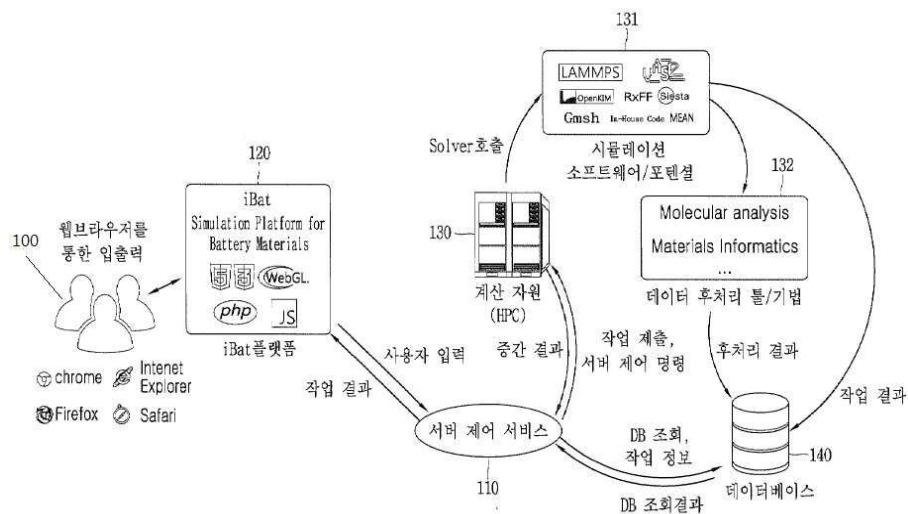 131
LAMMPS
VASP
OpenKIM
RxFF
Siesta
Gmsh
In-House Code
MEAN
시뮬레이션
소프트웨어/포텐셜
Solver호출
120
iBat
Simulation Platform for
Battery Materials
WebGL.
php
JS
iBat플랫폼
100
웹브라우저를
통한 입출력
chrome
Intenet
Explorer
Firefox
Safari
130
계산 자원
(HPC)
132
Molecular analysis
Materials Informatics
...
데이터 후처리 툴/기법
사용자 입력
작업 결과
중간 결과
작업 제출,
서버 제어 명령
후처리 결과
작업 결과
서버 제어 서비스
110
DB 조회,
작업 정보
DB 조회결과
140
데이터베이스